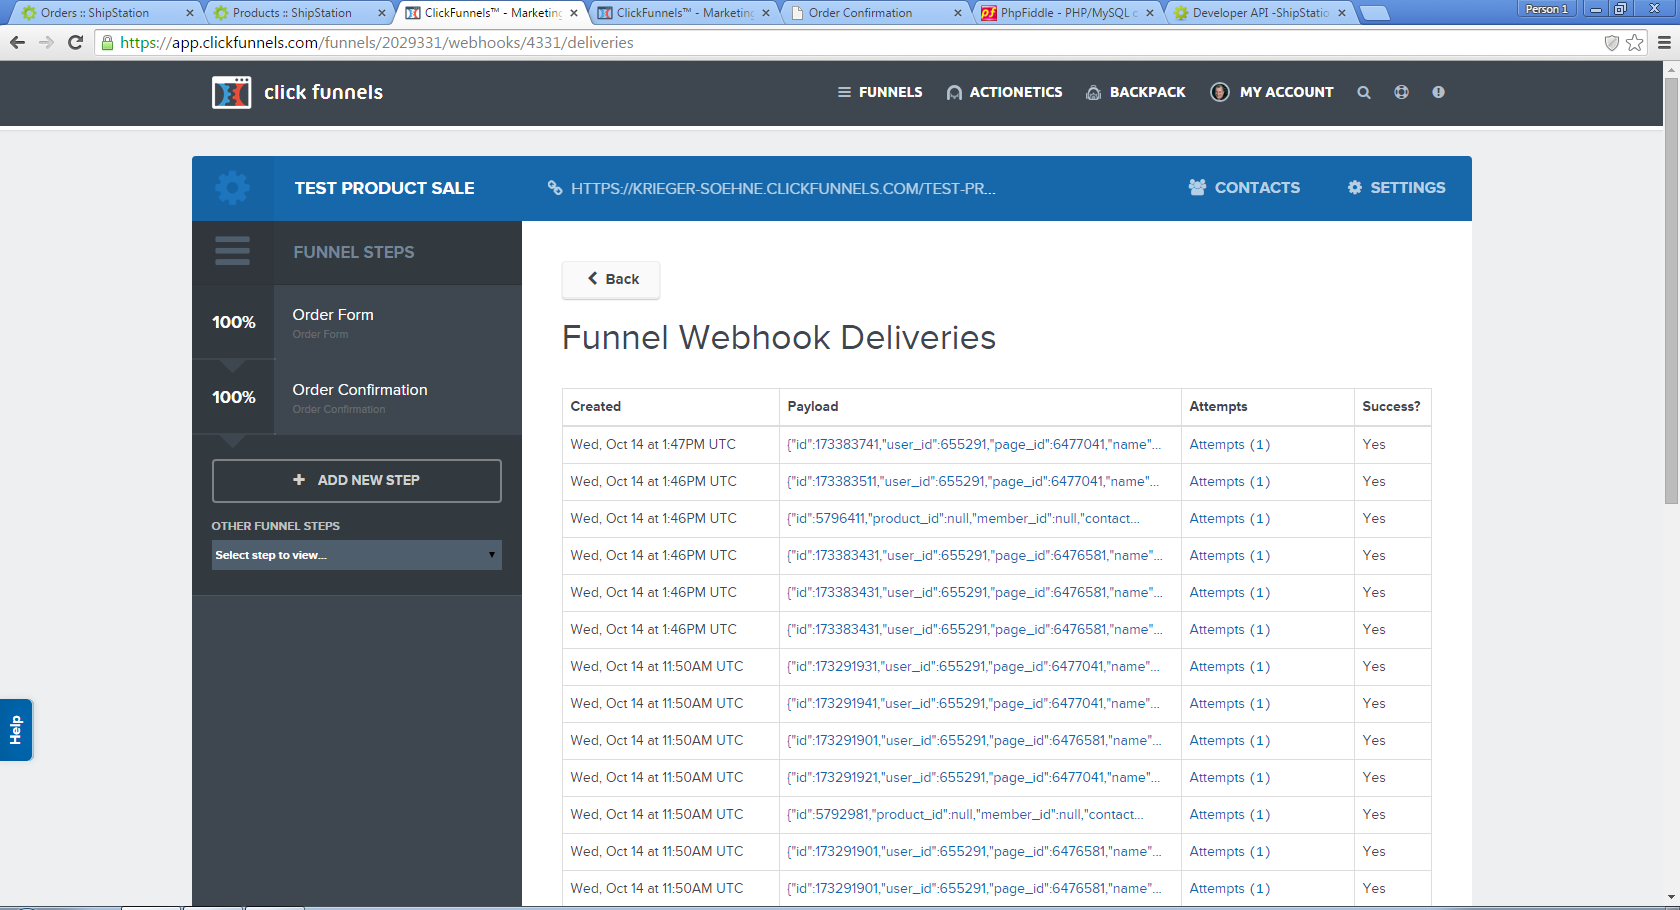 Orders :: ShipStation
Products :: ShipStation
ClickFunnels™ - Marketing
ClickFunnels™ - Marketing
Order Confirmation
PhpFiddle - PHP/MySQL
Developer API -ShipStatio
Person 1
https://app.clickfunnels.com/funnels/2029331/webhooks/4331/deliveries
click funnels
FUNNELS
ACTIONETICS
BACKPACK
MY ACCOUNT
TEST PRODUCT SALE
HTTPS://KRIEGER-SOEHNE.CLICKFUNNELS.COM/TEST-PR...
CONTACTS
SETTINGS
FUNNEL STEPS
100%
Order Form
Order Form
100%
Order Confirmation
Order Confirmation
+ ADD NEW STEP
OTHER FUNNEL STEPS
Select step to view...
Help
Back
Funnel Webhook Deliveries
Created Payload Attempts Success?
Wed, Oct 14 at 1:47PM UTC {"id":173383741,"user_id":655291,"page_id":6477041,"name"... Attempts (1) Yes
Wed, Oct 14 at 1:46PM UTC {"id":173383511,"user_id":655291,"page_id":6477041,"name"... Attempts (1) Yes
Wed, Oct 14 at 1:46PM UTC {"id":5796411,"product_id":null,"member_id":null,"contact... Attempts (1) Yes
Wed, Oct 14 at 1:46PM UTC {"id":173383431,"user_id":655291,"page_id":6476581,"name"... Attempts (1) Yes
Wed, Oct 14 at 1:46PM UTC {"id":173383431,"user_id":655291,"page_id":6476581,"name"... Attempts (1) Yes
Wed, Oct 14 at 1:46PM UTC {"id":173383431,"user_id":655291,"page_id":6476581,"name"... Attempts (1) Yes
Wed, Oct 14 at 11:50AM UTC {"id":173291931,"user_id":655291,"page_id":6477041,"name"... Attempts (1) Yes
Wed, Oct 14 at 11:50AM UTC {"id":173291941,"user_id":655291,"page_id":6477041,"name"... Attempts (1) Yes
Wed, Oct 14 at 11:50AM UTC {"id":173291901,"user_id":655291,"page_id":6476581,"name"... Attempts (1) Yes
Wed, Oct 14 at 11:50AM UTC {"id":173291921,"user_id":655291,"page_id":6477041,"name"... Attempts (1) Yes
Wed, Oct 14 at 11:50AM UTC {"id":5792981,"product_id":null,"member_id":null,"contact... Attempts (1) Yes
Wed, Oct 14 at 11:50AM UTC {"id":173291901,"user_id":655291,"page_id":6476581,"name"... Attempts (1) Yes
Wed, Oct 14 at 11:50AM UTC {"id":173291901,"user_id":655291,"page_id":6476581,"name"... Attempts (1) Yes